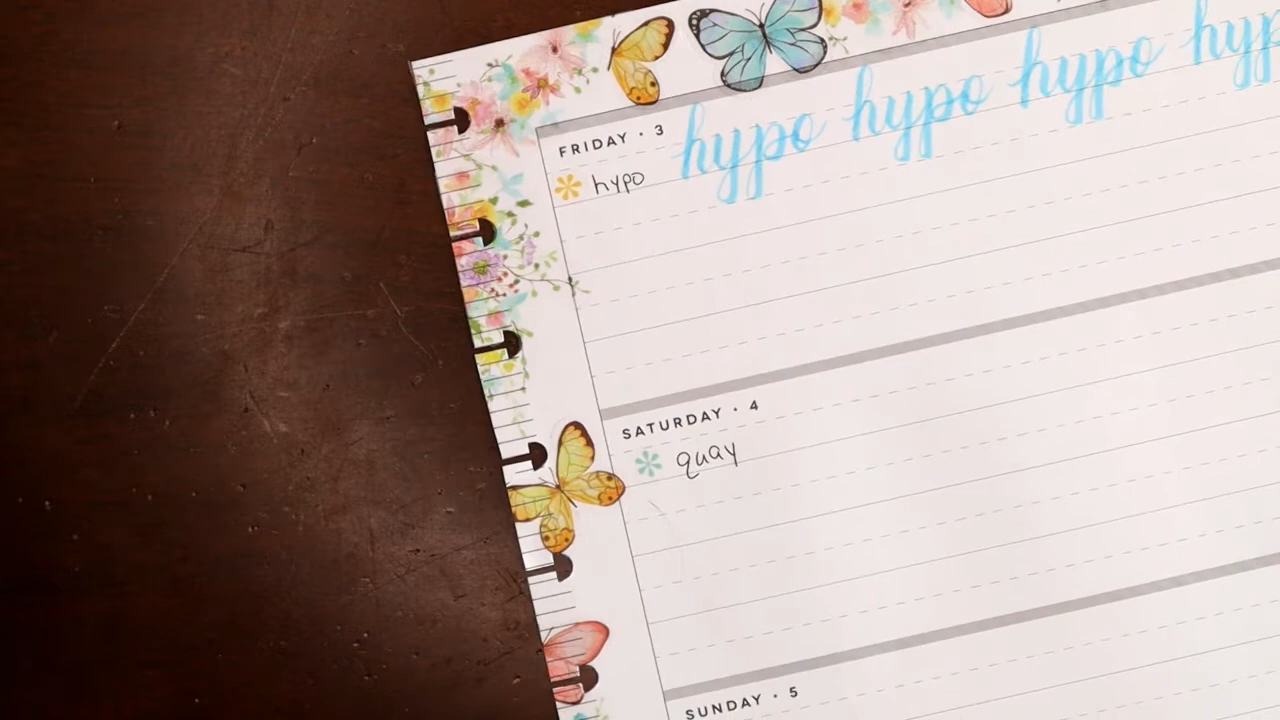 FRIDAY · 3
hypo hypo hypo hyp
hypo
SATURDAY · 4
quay
SUNDAY · 5